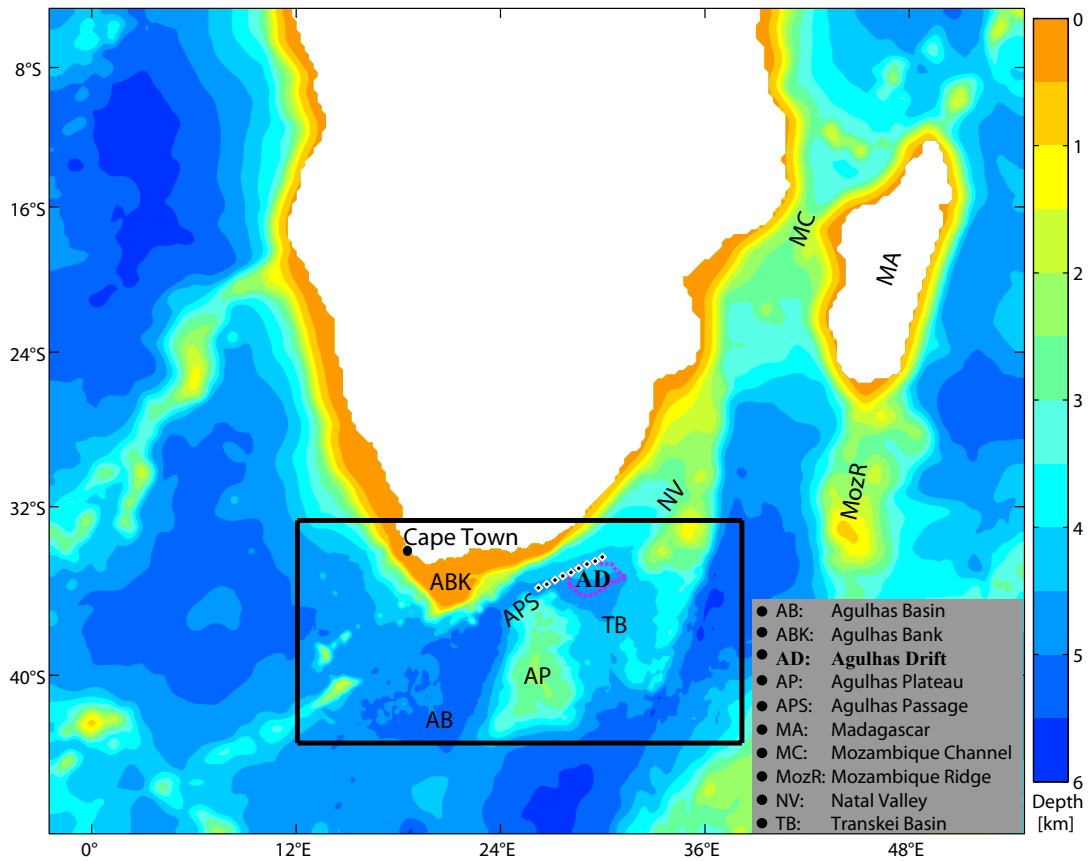 0
8°S
1
16°S
MC
MA
2
24°S
3
MozR
NV
32°S
4
Cape Town
ABK
AD
APS
TB
AB: Agulhas Basin
ABK: Agulhas Bank
5
AD: Agulhas Drift
40°S
AP
AP: Agulhas Plateau
APS: Agulhas Passage
AB
MA: Madagascar
MC: Mozambique Channel
MozR: Mozambique Ridge
6
NV: Natal Valley
Depth
TB: Transkei Basin
[km]
0°
12°E
24°E
36°E
48°E